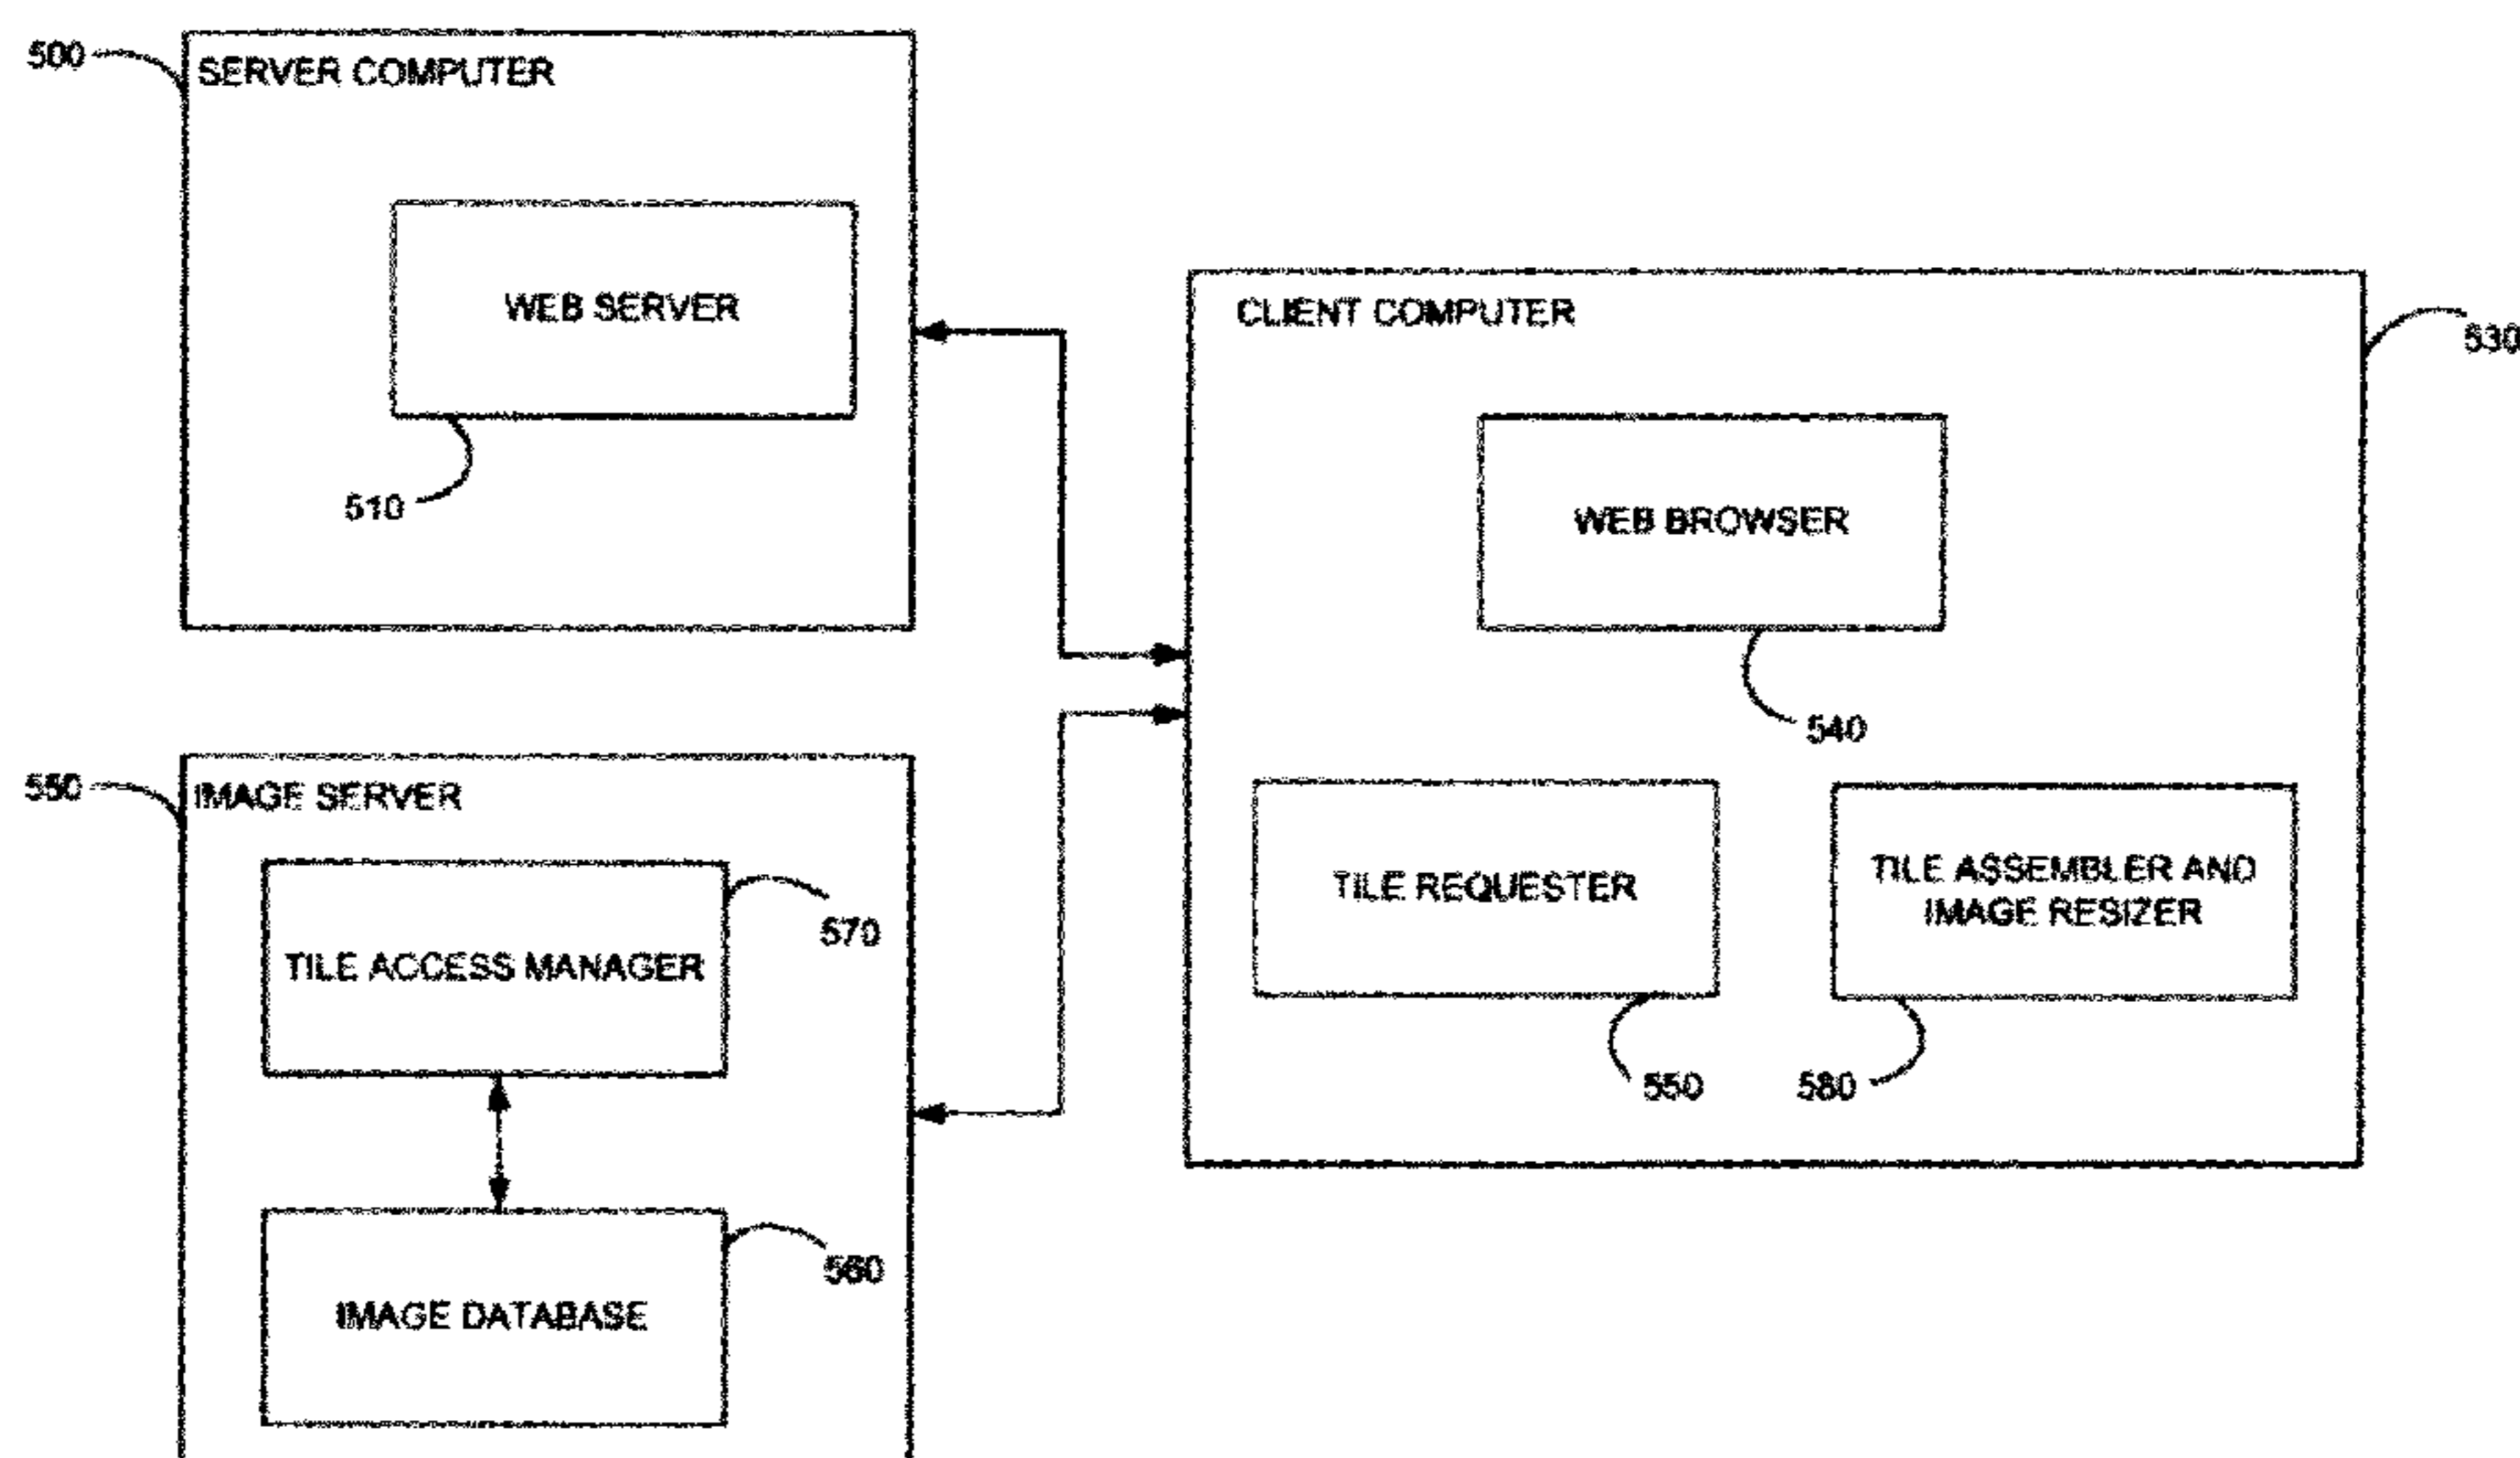 500
SERVER COMPUTER
WEB SERVER
510
CLIENT COMPUTER
530
WEB BROWSER
540
550
IMAGE SERVER
TILE ACCESS MANAGER
570
TILE REQUESTER
550
TILE ASSEMBLER AND
IMAGE RESIZER
580
IMAGE DATABASE
560